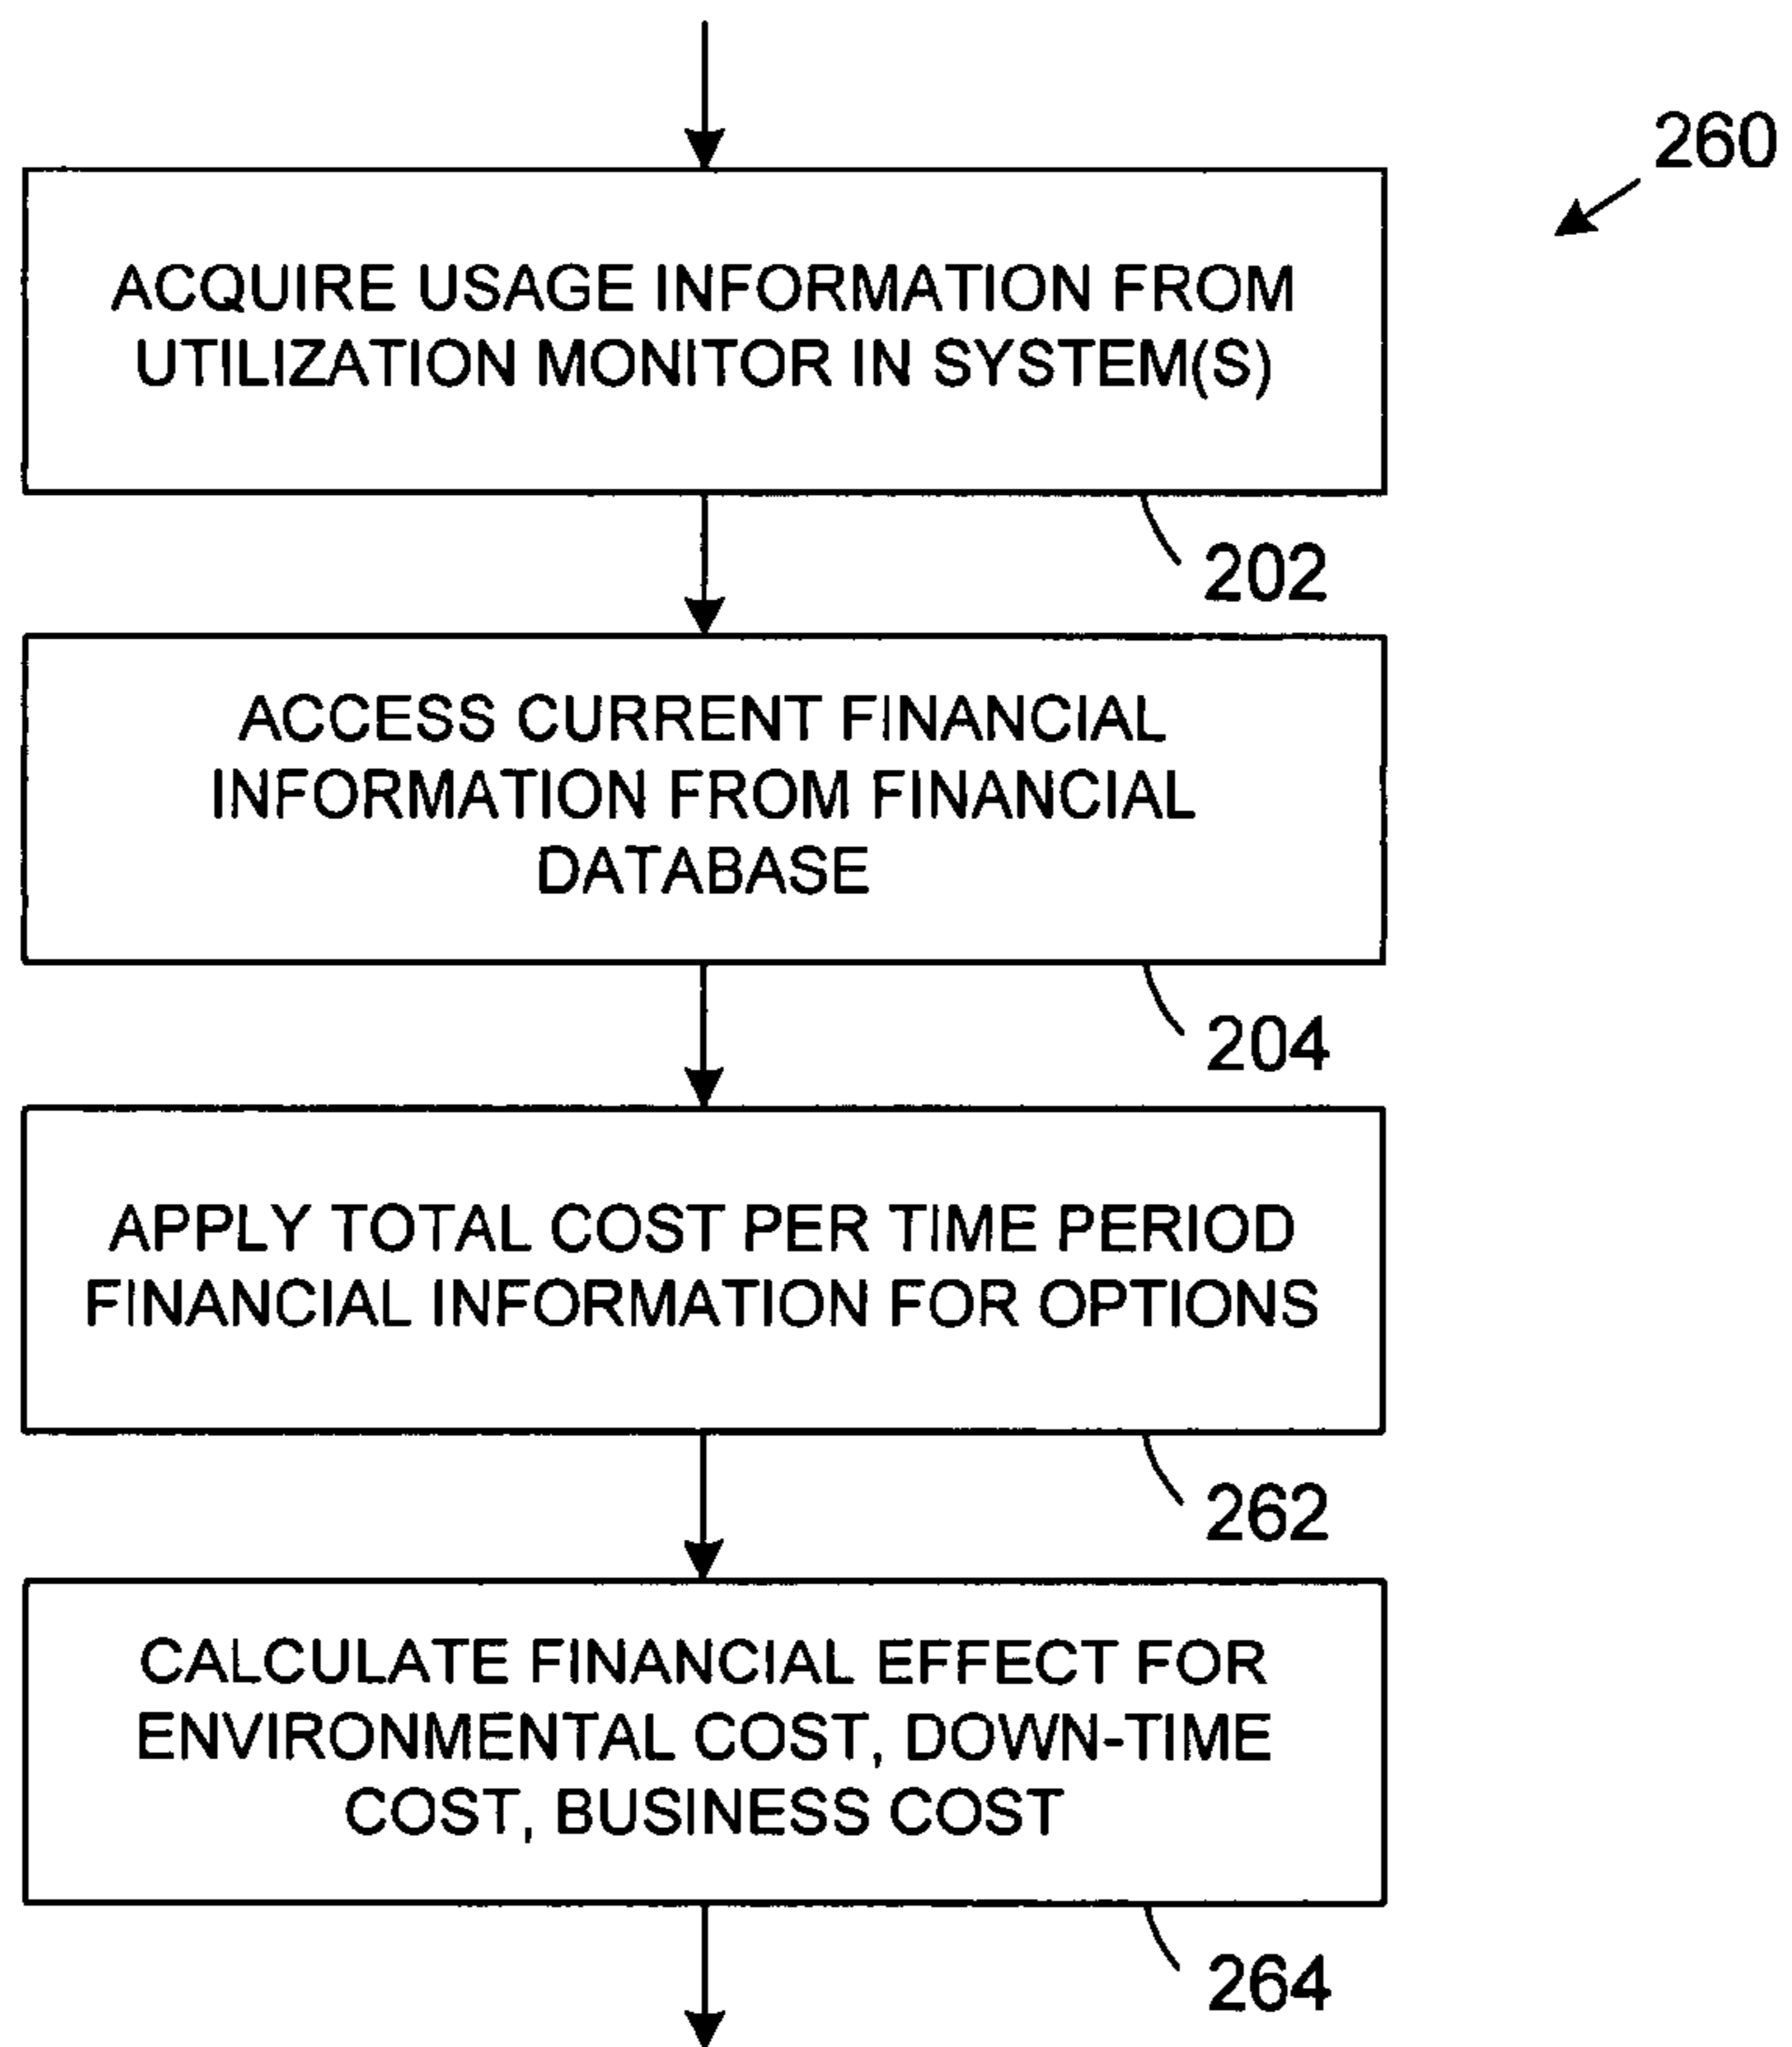 260
ACQUIRE USAGE INFORMATION FROM
UTILIZATION MONITOR IN SYSTEM(S)
202
ACCESS CURRENT FINANCIAL
INFORMATION FROM FINANCIAL
DATABASE
204
APPLY TOTAL COST PER TIME PERIOD
FINANCIAL INFORMATION FOR OPTIONS
262
CALCULATE FINANCIAL EFFECT FOR
ENVIRONMENTAL COST, DOWN-TIME
COST, BUSINESS COST
264